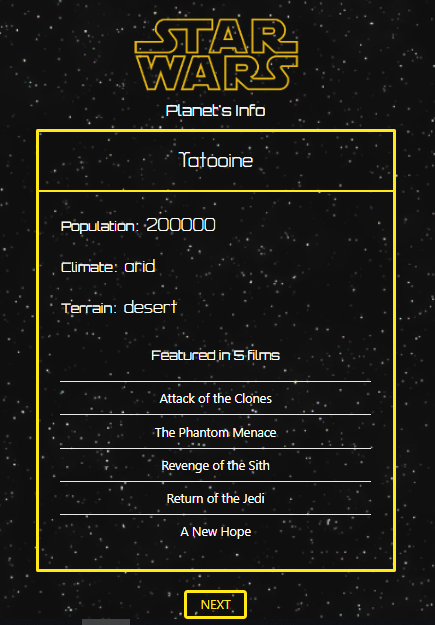 STAR
WARS
Planet's Info
Tatooine
Population: 200000
Climate: arid
Terrain: desert
Featured in 5 films
Attack of the Clones
The Phantom Menace
Revenge of the Sith
Return of the Jedi
A New Hope
NEXT